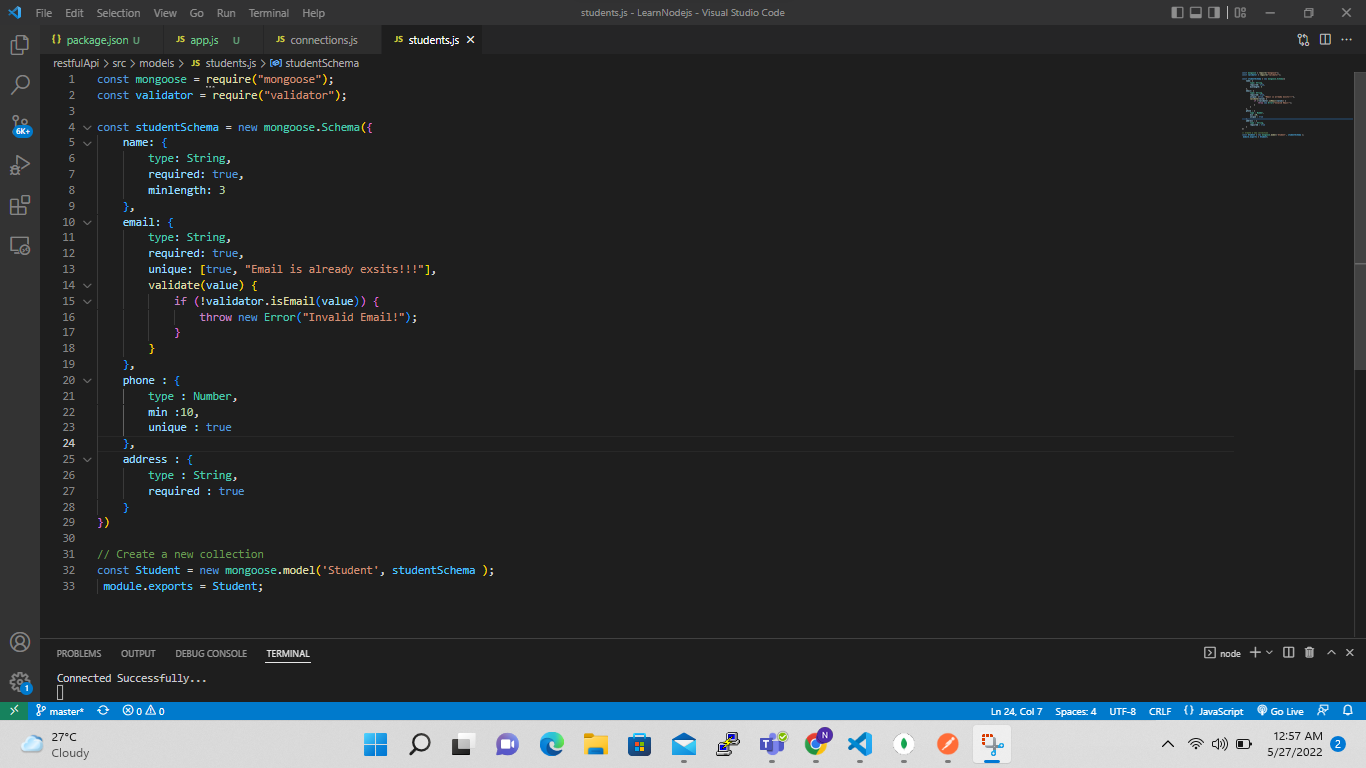 File Edit Selection View Go Run Terminal Help students.js - LearnNodejs - Visual Studio Code
{} package.json U JS app.js U JS connections.js JS students.js
restfulApi > src > models > JS students.js > studentSchema
1 const mongoose = require("mongoose");
2 const validator = require("validator");
3
4 const studentSchema = new mongoose.Schema({
5 name: {
6 type: String,
7 required: true,
8 minlength: 3
9 },
10 email: {
11 type: String,
12 required: true,
13 unique: [true, "Email is already exsits!!!"],
14 validate(value) {
15 if (!validator.isEmail(value)) {
16 throw new Error("Invalid Email!");
17 }
18 }
19 },
20 phone : {
21 type : Number,
22 min :10,
23 unique : true
24 },
25 address : {
26 type : String,
27 required : true
28 }
29 })
30
31 // Create a new collection
32 const Student = new mongoose.model('Student', studentSchema );
33 module.exports = Student;
6K+
PROBLEMS OUTPUT DEBUG CONSOLE TERMINAL node
Connected Successfully...
1
master* 0 0 Ln 24, Col 7 Spaces: 4 UTF-8 CRLF {} JavaScript Go Live
27°C
Cloudy
N
12:57 AM
5/27/2022
2